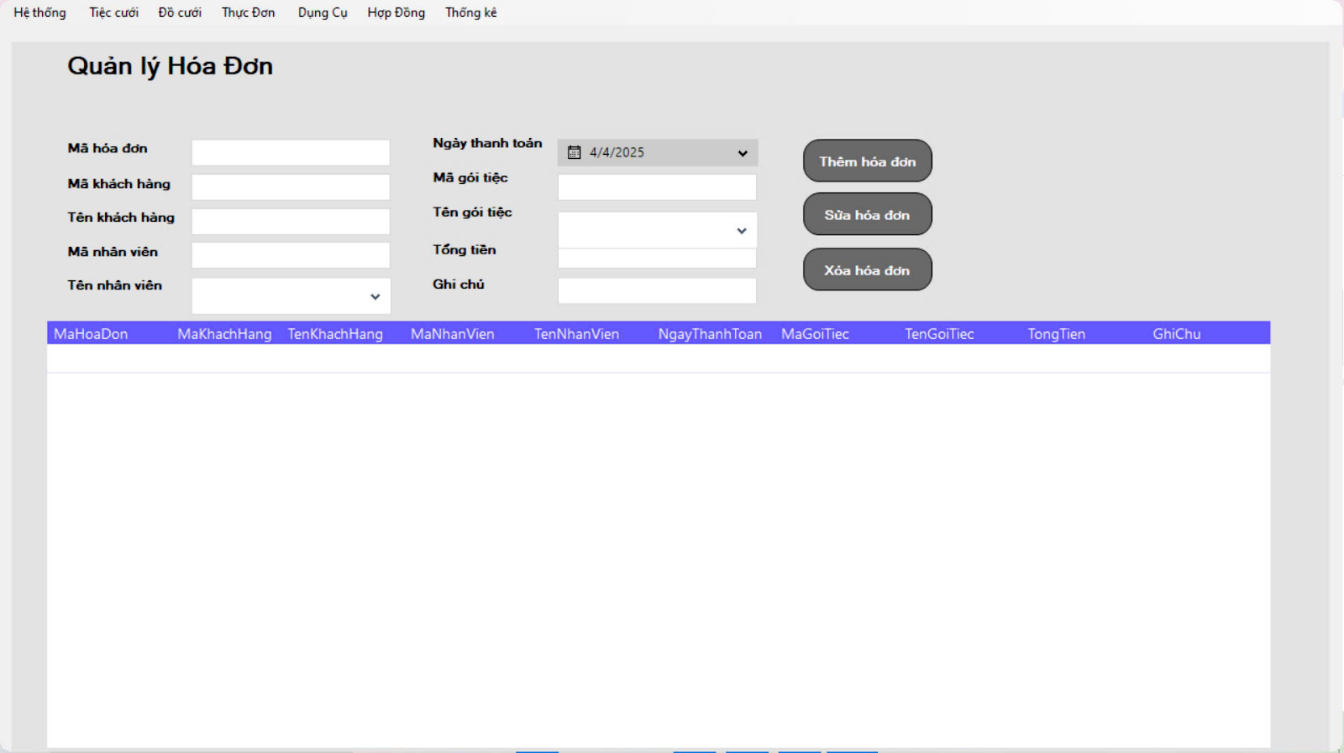 Hệ thống Tiệc cưới Đồ cưới Thực Đơn Dụng Cụ Hợp Đồng Thống kê
Quản lý Hóa Đơn
Mã hóa đơn
Mã khách hàng
Tên khách hàng
Mã nhân viên
Tên nhân viên
Ngày thanh toán 4/4/2025
Mã gói tiệc
Tên gói tiệc
Tổng tiền
Ghi chú
Thêm hóa đơn
Sửa hóa đơn
Xóa hóa đơn
MaHoaDon MaKhachHang TenKhachHang MaNhanVien TenNhanVien NgayThanhToan MaGoiTiec TenGoiTiec TongTien GhiChu